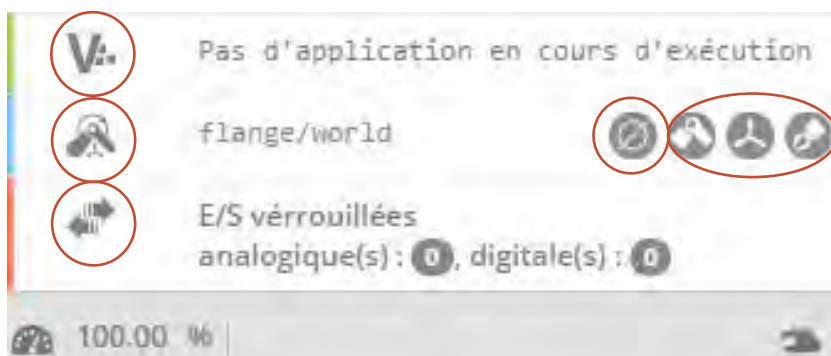 Pas d'application en cours d'exécution
flange/world
E/S vérrouillées
analogique(s) : 0, digitale(s) : 0
100.00 %